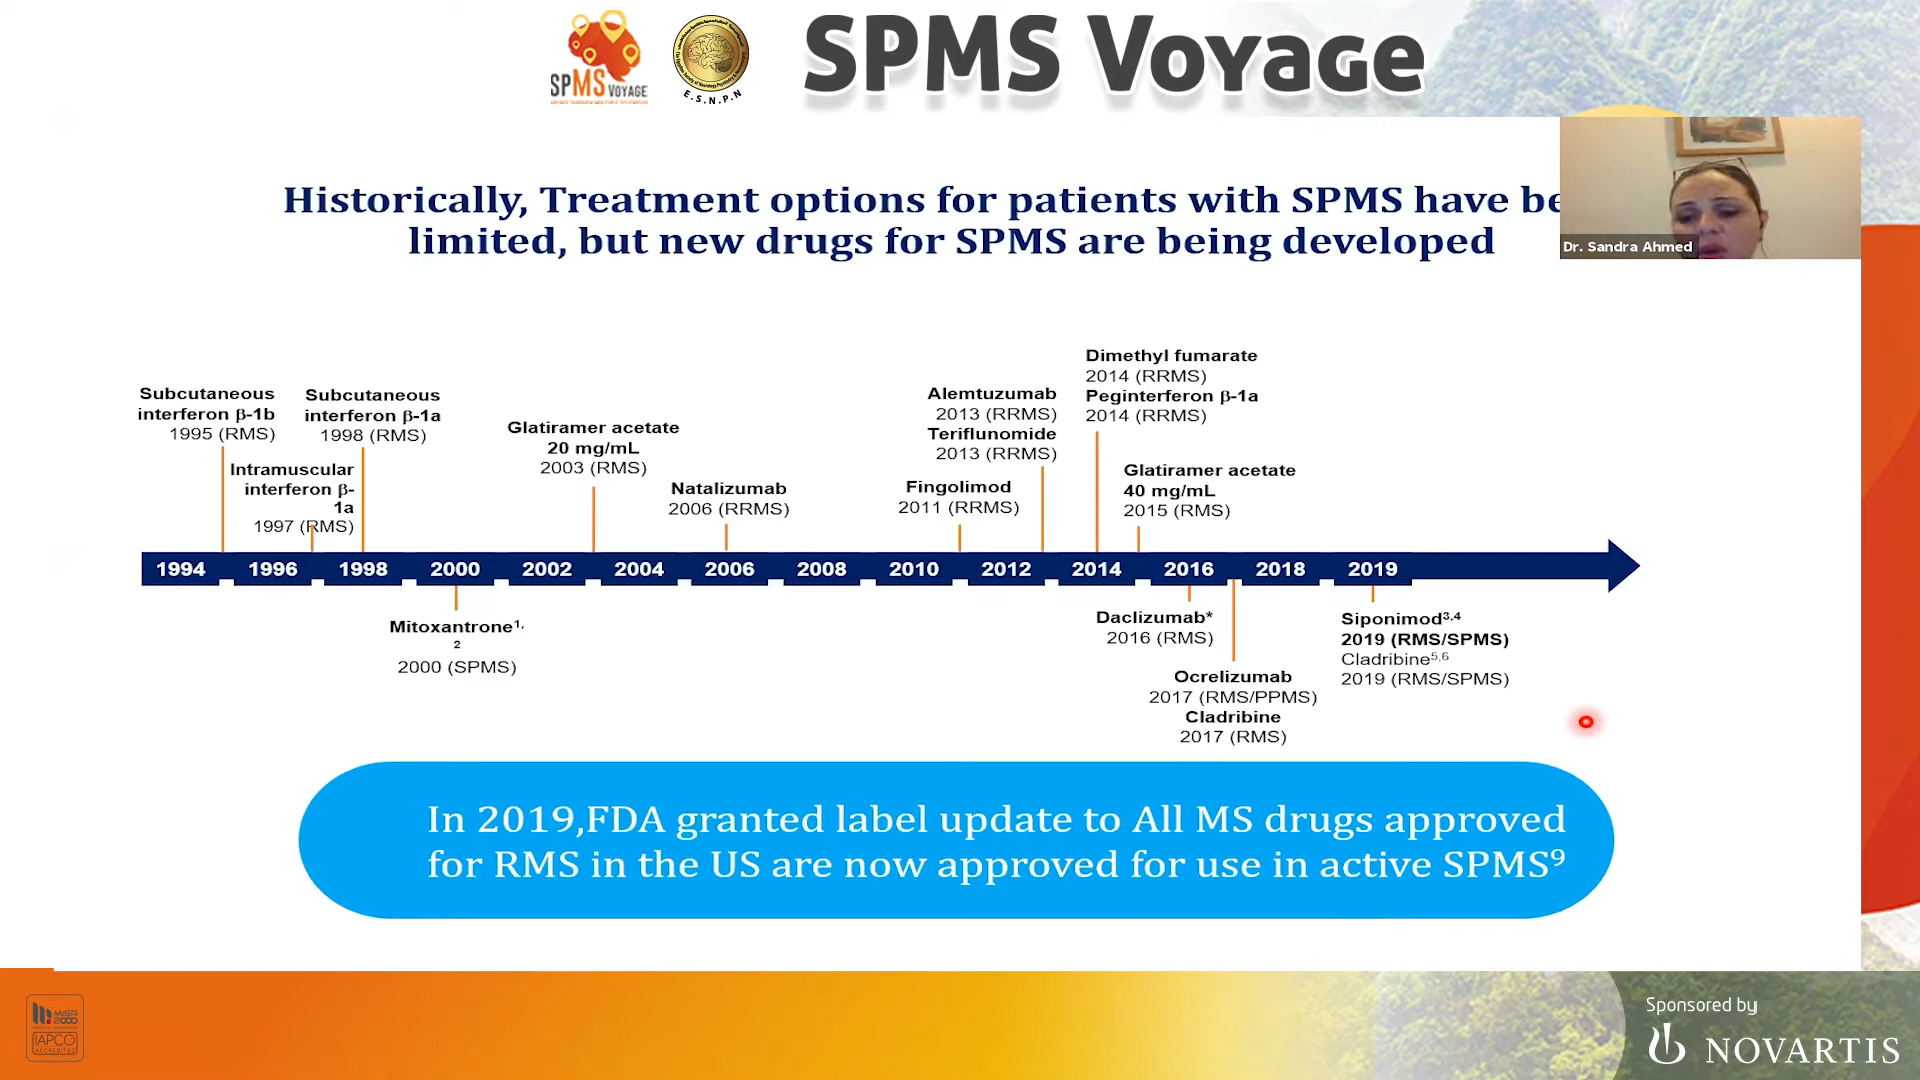 SPMS VOYAGE
E.S.N.P.N
SPMS Voyage
Historically, Treatment options for patients with SPMS have be
limited, but new drugs for SPMS are being developed
Dr. Sandra Ahmed
Subcutaneous
interferon β-1b
1995 (RMS)
Intramuscular
interferon β-
1a
1997 (RMS)
Subcutaneous
interferon β-1a
1998 (RMS)
Glatiramer acetate
20 mg/mL
2003 (RMS)
Natalizumab
2006 (RRMS)
Fingolimod
2011 (RRMS)
Alemtuzumab
2013 (RRMS)
Teriflunomide
2013 (RRMS)
Dimethyl fumarate
2014 (RRMS)
Peginterferon β-1a
2014 (RRMS)
Glatiramer acetate
40 mg/mL
2015 (RMS)
1994 1996 1998 2000 2002 2004 2006 2008 2010 2012 2014 2016 2018 2019
Mitoxantrone¹,
²
2000 (SPMS)
Daclizumab*
2016 (RMS)
Ocrelizumab
2017 (RMS/PPMS)
Cladribine
2017 (RMS)
Siponimod³,⁴
2019 (RMS/SPMS)
Cladribine⁵,⁶
2019 (RMS/SPMS)
In 2019,FDA granted label update to All MS drugs approved
for RMS in the US are now approved for use in active SPMS⁹
MISR
2000
IAPCO
ACCREDITED
Sponsored by
NOVARTIS